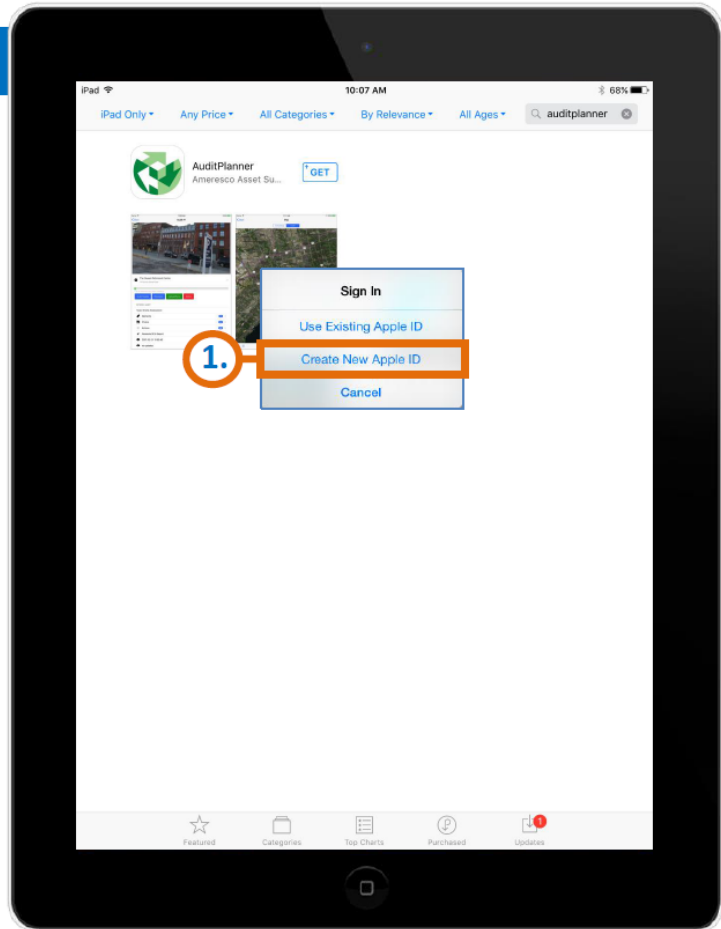 iPad 10:07 AM 68%
iPad Only Any Price All Categories By Relevance All Ages auditplanner
AuditPlanner
Ameresco Asset Su...
+ GET
Sign In
Use Existing Apple ID
1. Create New Apple ID
Cancel
1
Featured Categories Top Charts Purchased Updates